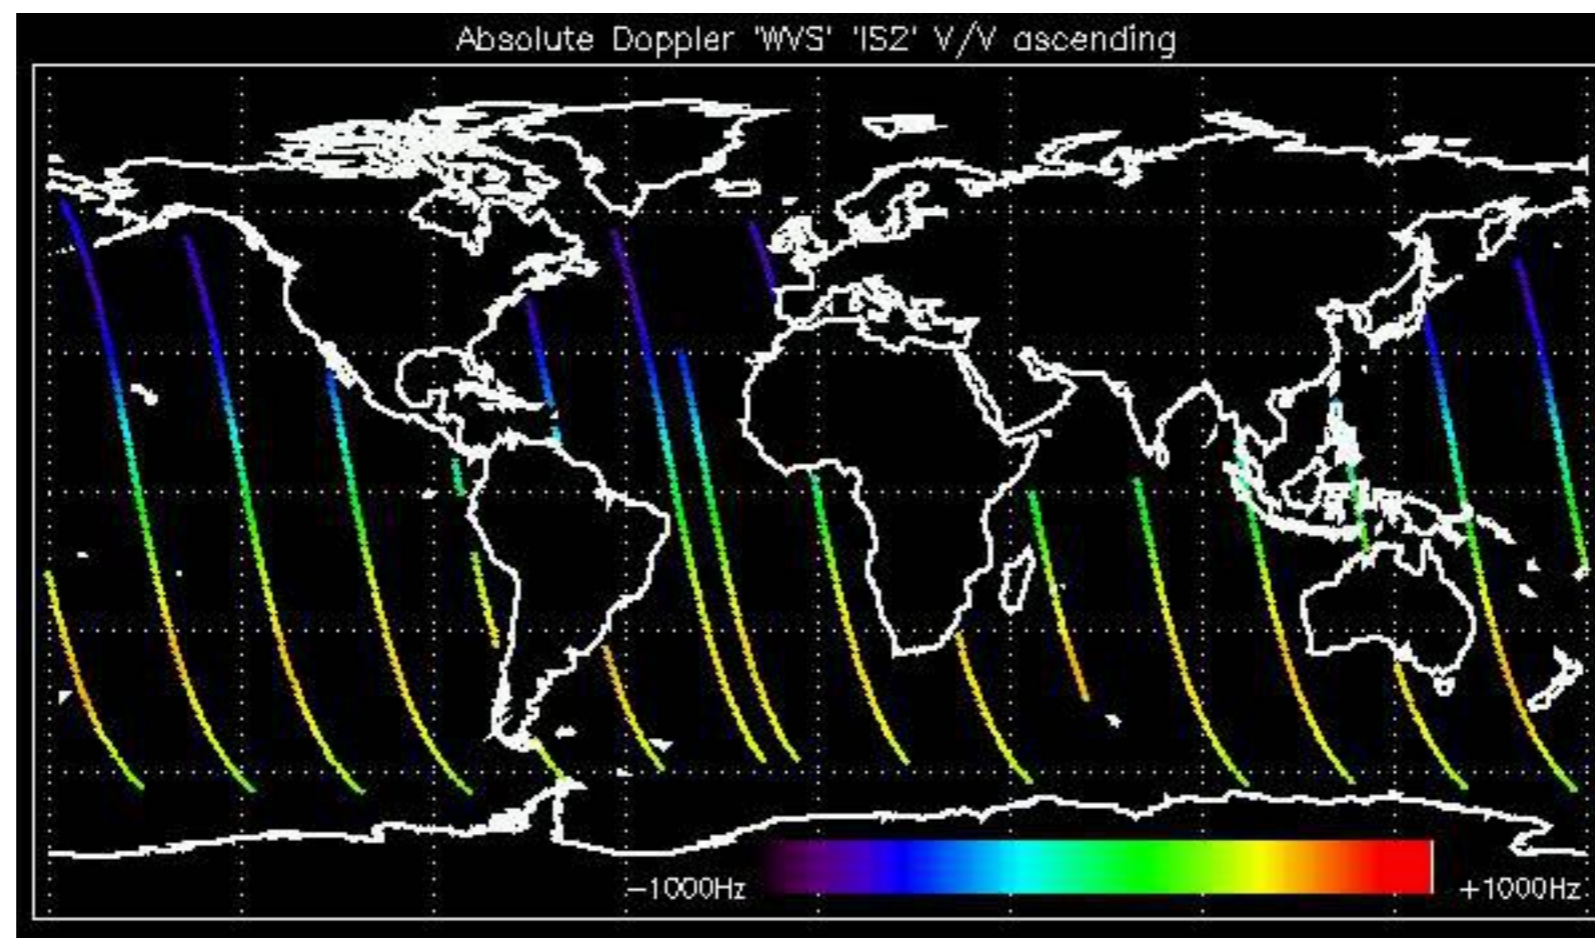 Absolute Doppler 'WVS' 'IS2' V/V ascending
−1000Hz +1000Hz